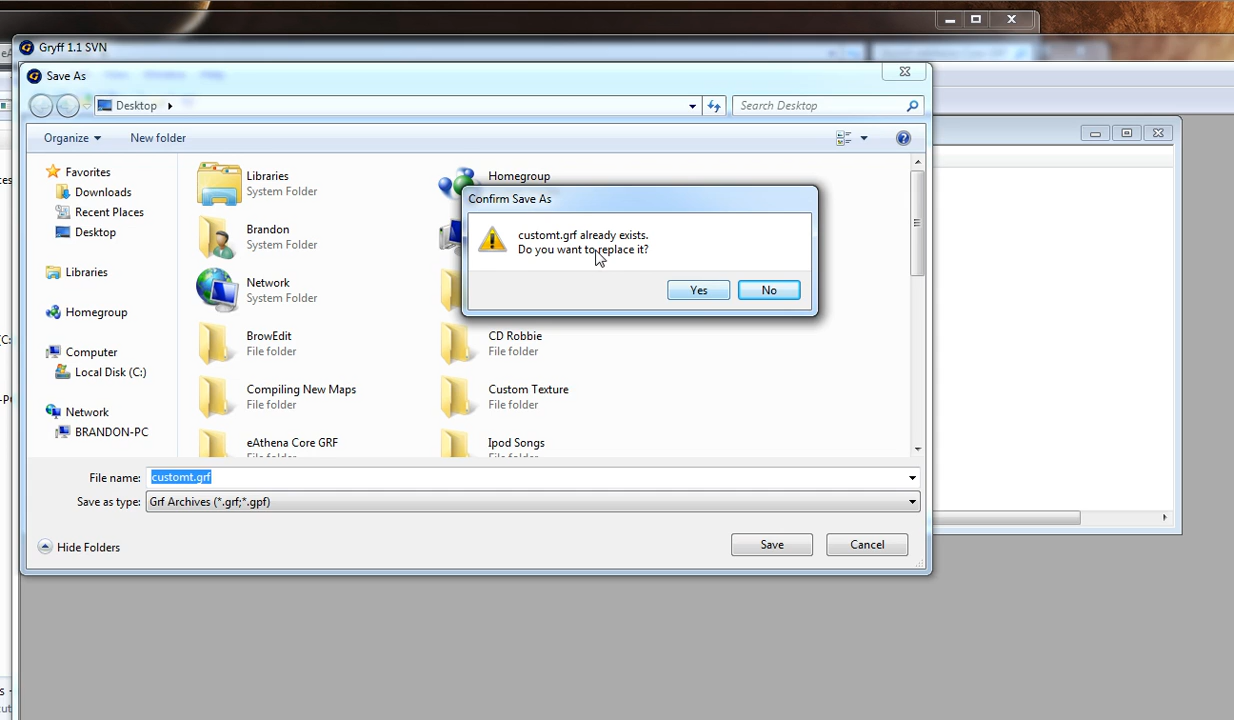 Gryff 1.1 SVN
Save As
Desktop
Search Desktop
Organize
New folder
Favorites
Downloads
Recent Places
Desktop
Libraries
Homegroup
Computer
Local Disk (C:)
Network
BRANDON-PC
Libraries
System Folder
Homegroup
Brandon
System Folder
Network
System Folder
BrowEdit
File folder
CD Robbie
File folder
Compiling New Maps
File folder
Custom Texture
File folder
eAthena Core GRF
File folder
Ipod Songs
File folder
Confirm Save As
customt.grf already exists.
Do you want to replace it?
Yes
No
File name:
customt.grf
Save as type:
Grf Archives (*.grf;*.gpf)
Hide Folders
Save
Cancel